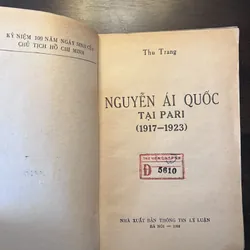 KỶ NIỆM 100 NĂM NGÀY SINH CỦA
CHỦ TỊCH HỒ CHÍ MINH
Thu Trang
NGUYỄN ÁI QUỐC
TẠI PARI
(1917—1923)
Đ
5610
NHÀ XUẤT BẢN THÔNG TIN LÝ LUẬN